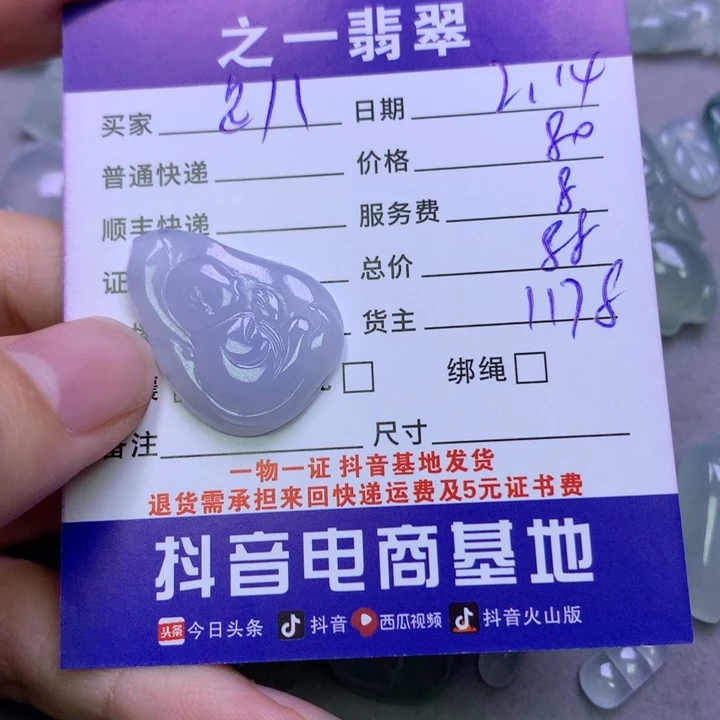 之一翡翠
买家 日期 2.14
普通快递 价格 80
顺丰快递 服务费 8
证 总价 88
货主 1178
绑绳
备注 尺寸
一物一证 抖音基地发货
退货需承担来回快递运费及5元证书费
抖音电商基地
头条 今日头条 抖音 西瓜视频 抖音火山版